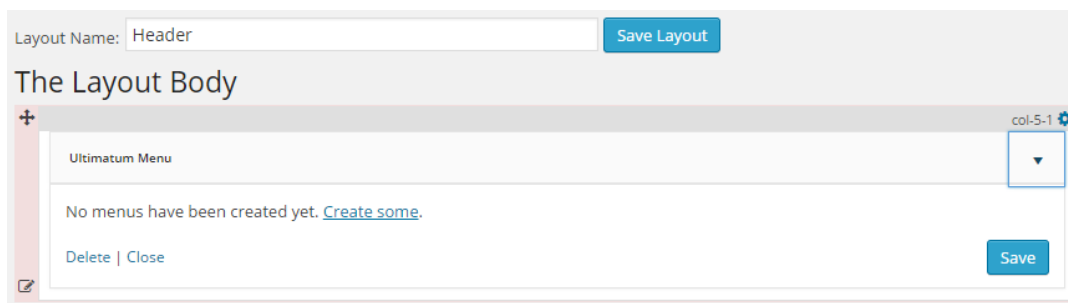 Layout Name: Header Save Layout
The Layout Body
col-5-1
Ultimatum Menu
No menus have been created yet. Create some.
Delete | Close Save